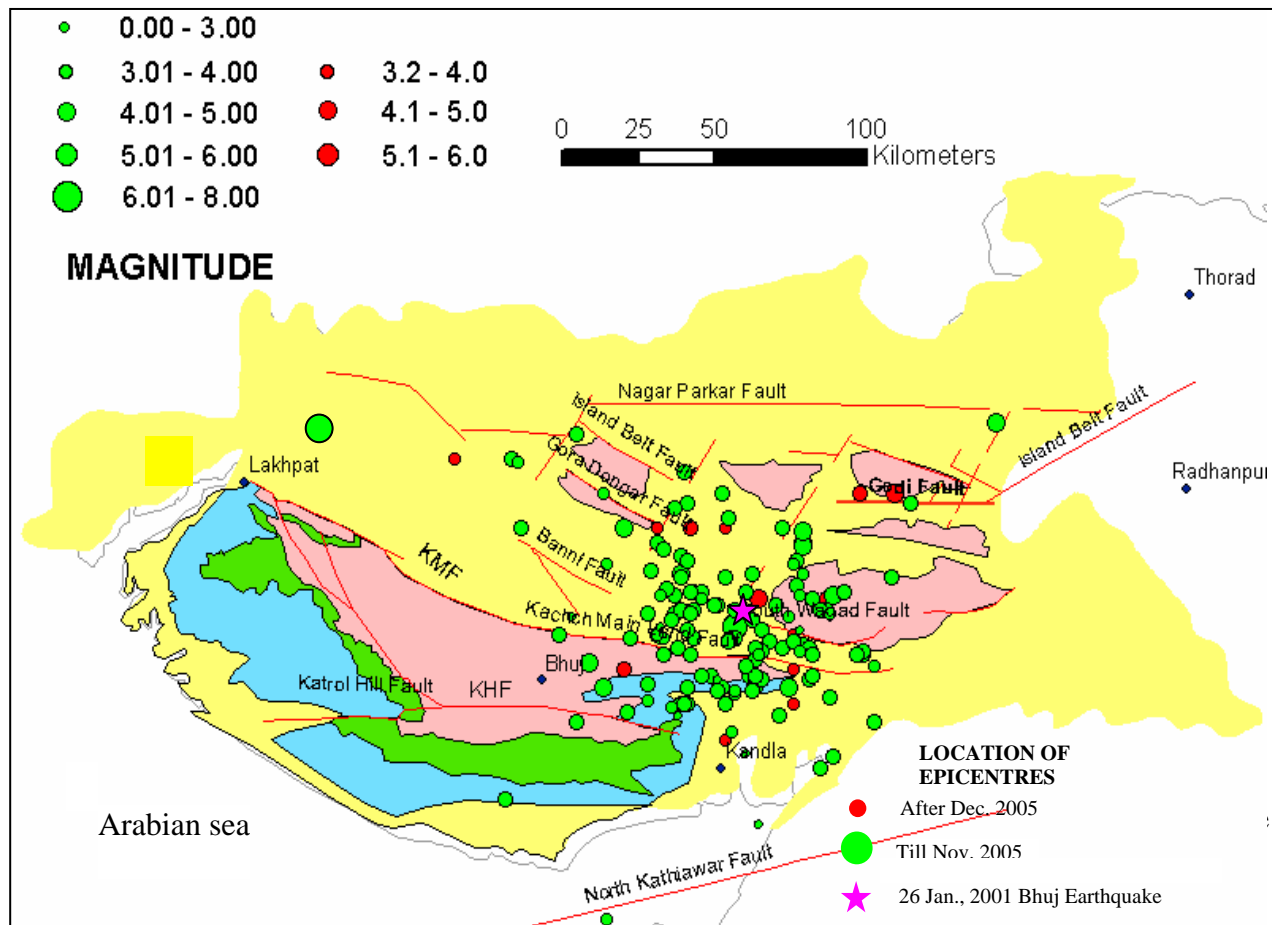 0.00 - 3.00
3.01 - 4.00
3.2 - 4.0
4.01 - 5.00
4.1 - 5.0
5.01 - 6.00
5.1 - 6.0
6.01 - 8.00
0 25 50 100
Kilometers
MAGNITUDE
Thorad
Nagar Parkar Fault
Island Belt Fault
Island Belt Fault
Lakhpat
Gora Dongar Fault
Gedi Fault
Radhanpur
KMF
Banni Fault
South Wagad Fault
Kachch Main Land Fault
Bhuj
Katrol Hill Fault
KHF
Kandla
LOCATION OF
EPICENTRES
After Dec. 2005
Arabian sea
Till Nov. 2005
North Kathiawar Fault
26 Jan., 2001 Bhuj Earthquake